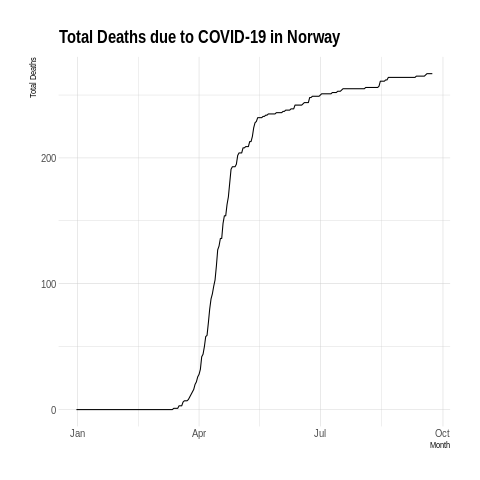 Total Deaths due to COVID-19 in Norway
Total Deaths
200
100
0
Jan Apr Jul Oct
Month